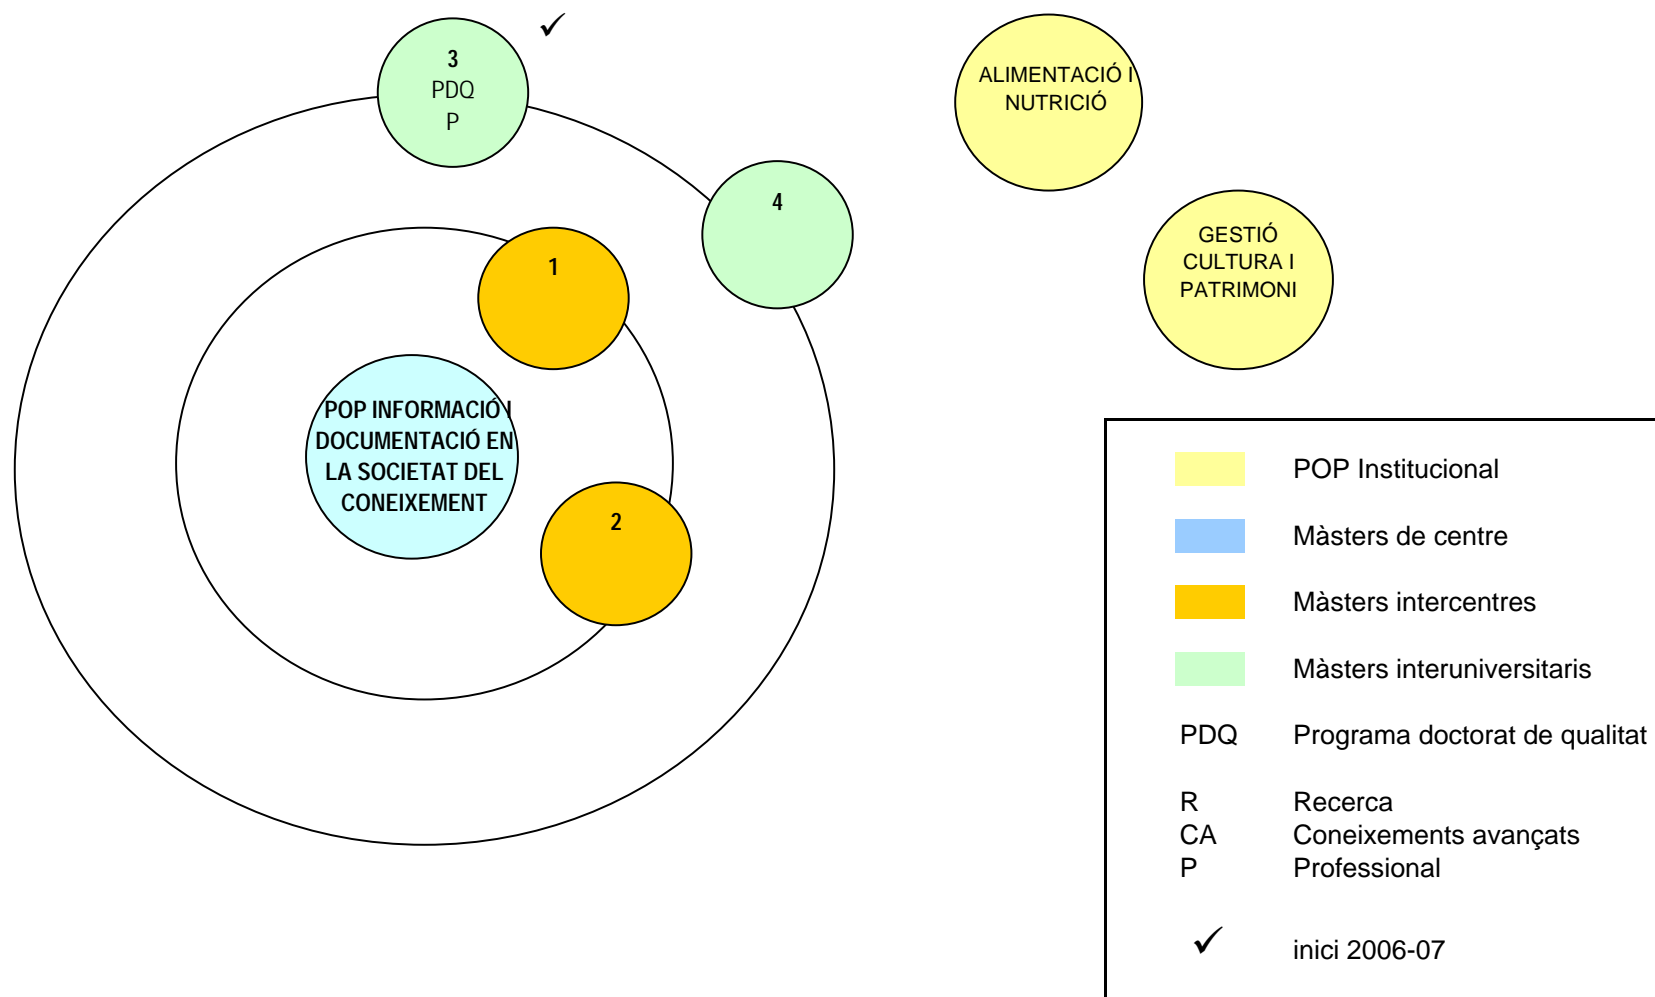 3
PDQ
P
✓
4
1
POP INFORMACIÓ I
DOCUMENTACIÓ EN
LA SOCIETAT DEL
CONEIXEMENT
2
ALIMENTACIÓ I
NUTRICIÓ
GESTIÓ
CULTURA I
PATRIMONI
POP Institucional
Màsters de centre
Màsters intercentres
Màsters interuniversitaris
PDQ Programa doctorat de qualitat
R Recerca
CA Coneixements avançats
P Professional
✓ inici 2006-07